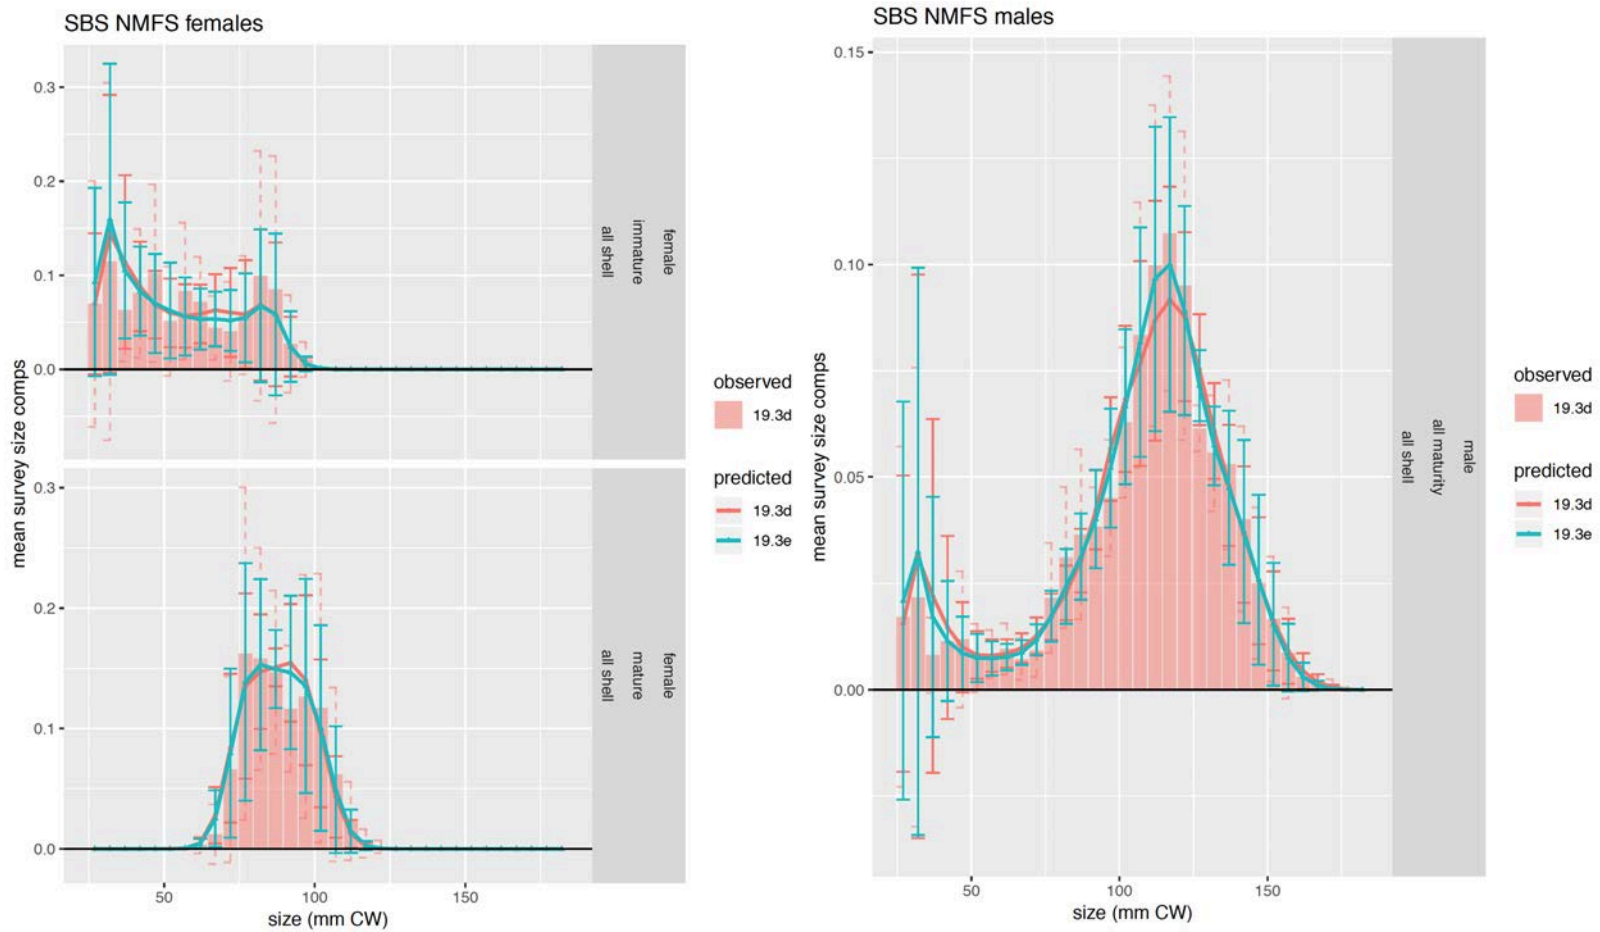 SBS NMFS females
mean survey size comps
0.3
0.2
0.1
0.0
female
immature
all shell
0.3
0.2
0.1
0.0
female
mature
all shell
50 100 150
size (mm CW)
observed
19.3d
predicted
19.3d
19.3e
SBS NMFS males
mean survey size comps
0.15
0.10
0.05
0.00
male
all maturity
all shell
50 100 150
size (mm CW)
observed
19.3d
predicted
19.3d
19.3e